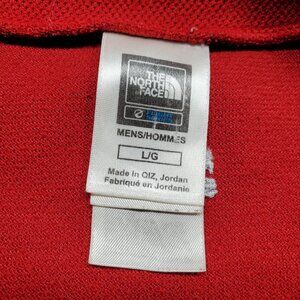 THE
NORTH
FACE
MENS/HOMMES
L/G
Made in QIZ, Jordan
Fabriqué en Jordanie